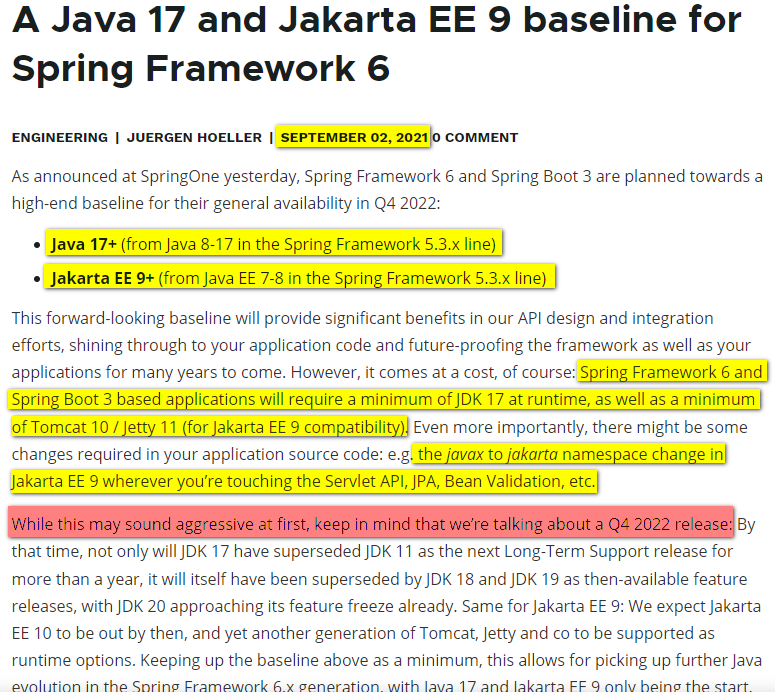 A Java 17 and Jakarta EE 9 baseline for
Spring Framework 6
ENGINEERING | JUERGEN HOELLER | SEPTEMBER 02, 2021 0 COMMENT
As announced at SpringOne yesterday, Spring Framework 6 and Spring Boot 3 are planned towards a
high-end baseline for their general availability in Q4 2022:
• Java 17+ (from Java 8-17 in the Spring Framework 5.3.x line)
• Jakarta EE 9+ (from Java EE 7-8 in the Spring Framework 5.3.x line)
This forward-looking baseline will provide significant benefits in our API design and integration
efforts, shining through to your application code and future-proofing the framework as well as your
applications for many years to come. However, it comes at a cost, of course: Spring Framework 6 and
Spring Boot 3 based applications will require a minimum of JDK 17 at runtime, as well as a minimum
of Tomcat 10 / Jetty 11 (for Jakarta EE 9 compatibility). Even more importantly, there might be some
changes required in your application source code: e.g. the javax to jakarta namespace change in
Jakarta EE 9 wherever you're touching the Servlet API, JPA, Bean Validation, etc.
While this may sound aggressive at first, keep in mind that we're talking about a Q4 2022 release: By
that time, not only will JDK 17 have superseded JDK 11 as the next Long-Term Support release for
more than a year, it will itself have been superseded by JDK 18 and JDK 19 as then-available feature
releases, with JDK 20 approaching its feature freeze already. Same for Jakarta EE 9: We expect Jakarta
EE 10 to be out by then, and yet another generation of Tomcat, Jetty and co to be supported as
runtime options. Keeping up the baseline above as a minimum, this allows for picking up further Java
evolution in the Spring Framework 6.x generation, with Java 17 and Jakarta EE 9 only being the start.